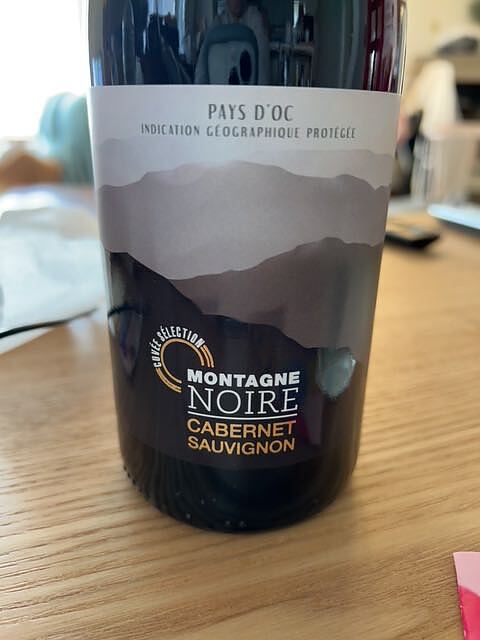 PAYS D'OC
INDICATION GÉOGRAPHIQUE PROTÉGÉE
CUVÉE SÉLECTION
MONTAGNE
NOIRE
CABERNET
SAUVIGNON